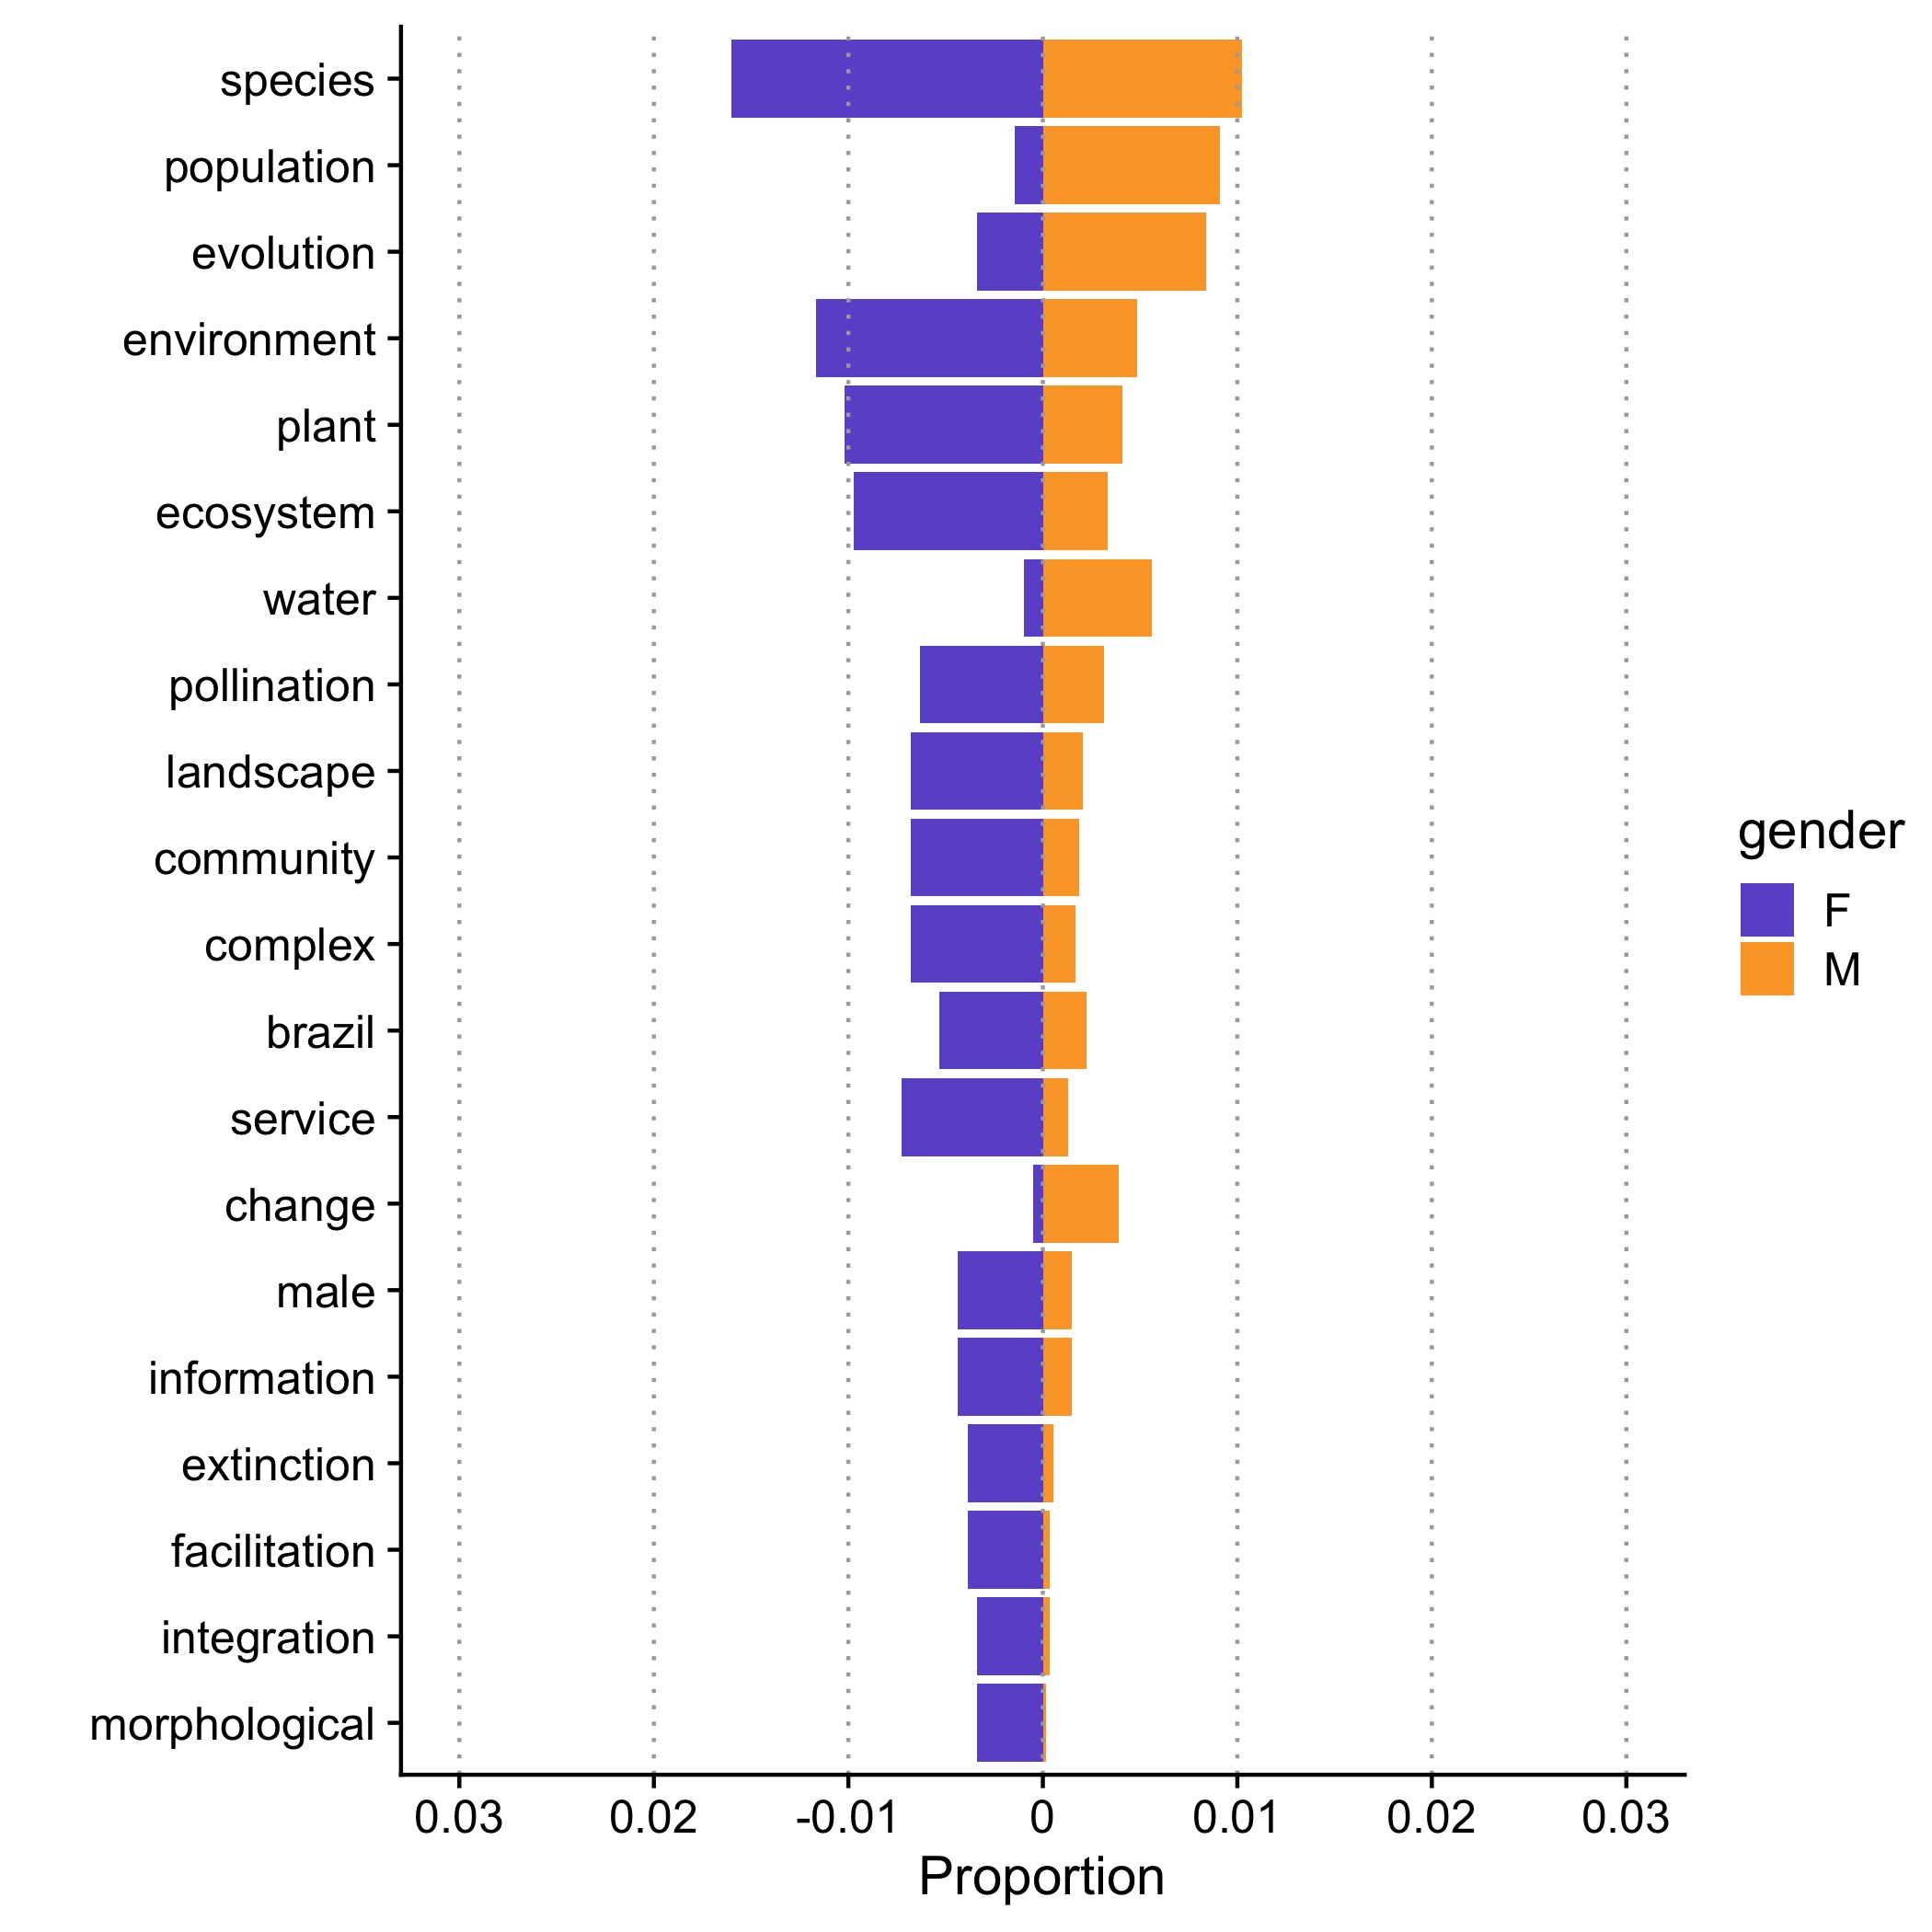 species
population
evolution
environment
plant
ecosystem
water
pollination
landscape
community
complex
brazil
service
change
male
information
extinction
facilitation
integration
morphological
0.03 0.02 -0.01 0 0.01 0.02 0.03
Proportion
gender
F
M